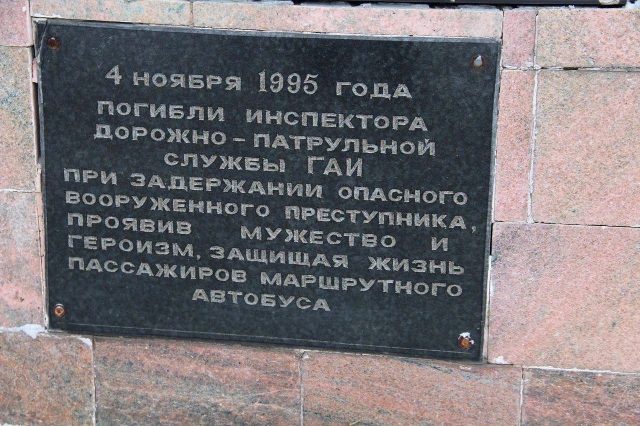 4 НОЯБРЯ 1995 ГОДА
ПОГИБЛИ ИНСПЕКТОРА
ДОРОЖНО – ПАТРУЛЬНОЙ
СЛУЖБЫ ГАИ
ПРИ ЗАДЕРЖАНИИ ОПАСНОГО
ВООРУЖЕННОГО ПРЕСТУПНИКА,
ПРОЯВИВ МУЖЕСТВО И
ГЕРОИЗМ, ЗАЩИЩАЯ ЖИЗНЬ
ПАССАЖИРОВ МАРШРУТНОГО
АВТОБУСА